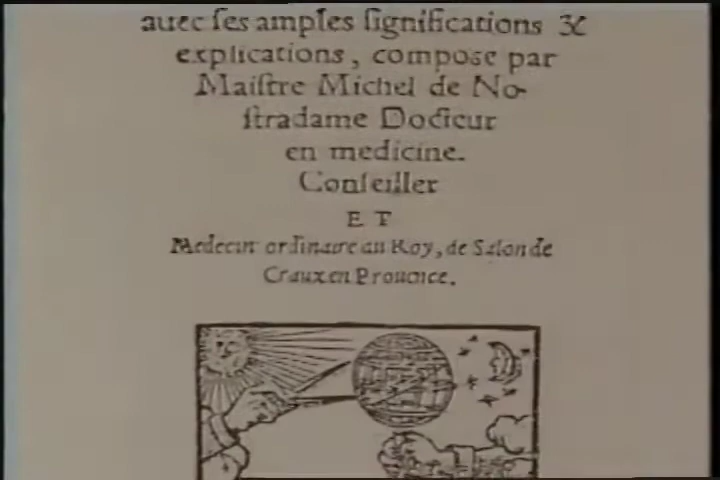 auec ſes amples ſignifications &
explications, compoſe par
Maiſtre Michel de No-
ſtradame Docteur
en medicine.
Conſeiller
ET
Medecin ordinaire au Roy, de Salon de
Craux en Prouence.